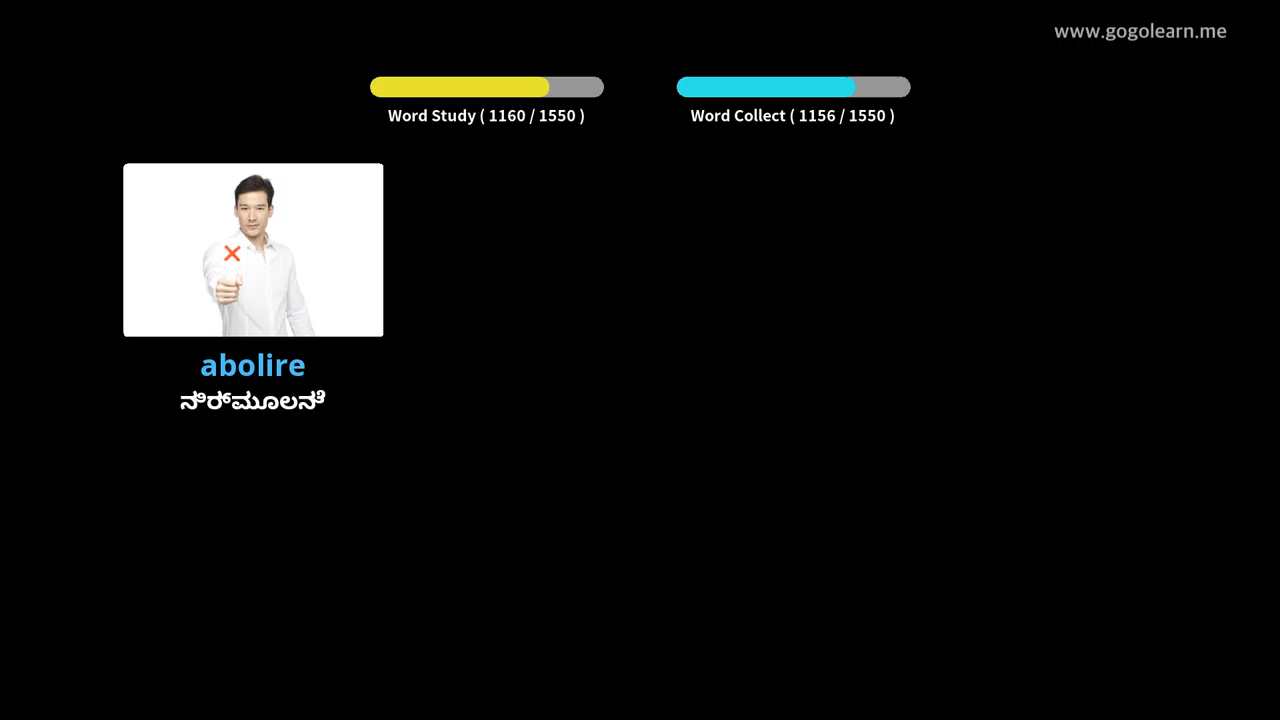 www.gogolearn.me
Word Study ( 1160 / 1550 )
Word Collect ( 1156 / 1550 )
abolire
ನಿರ್ಮೂಲನೆ